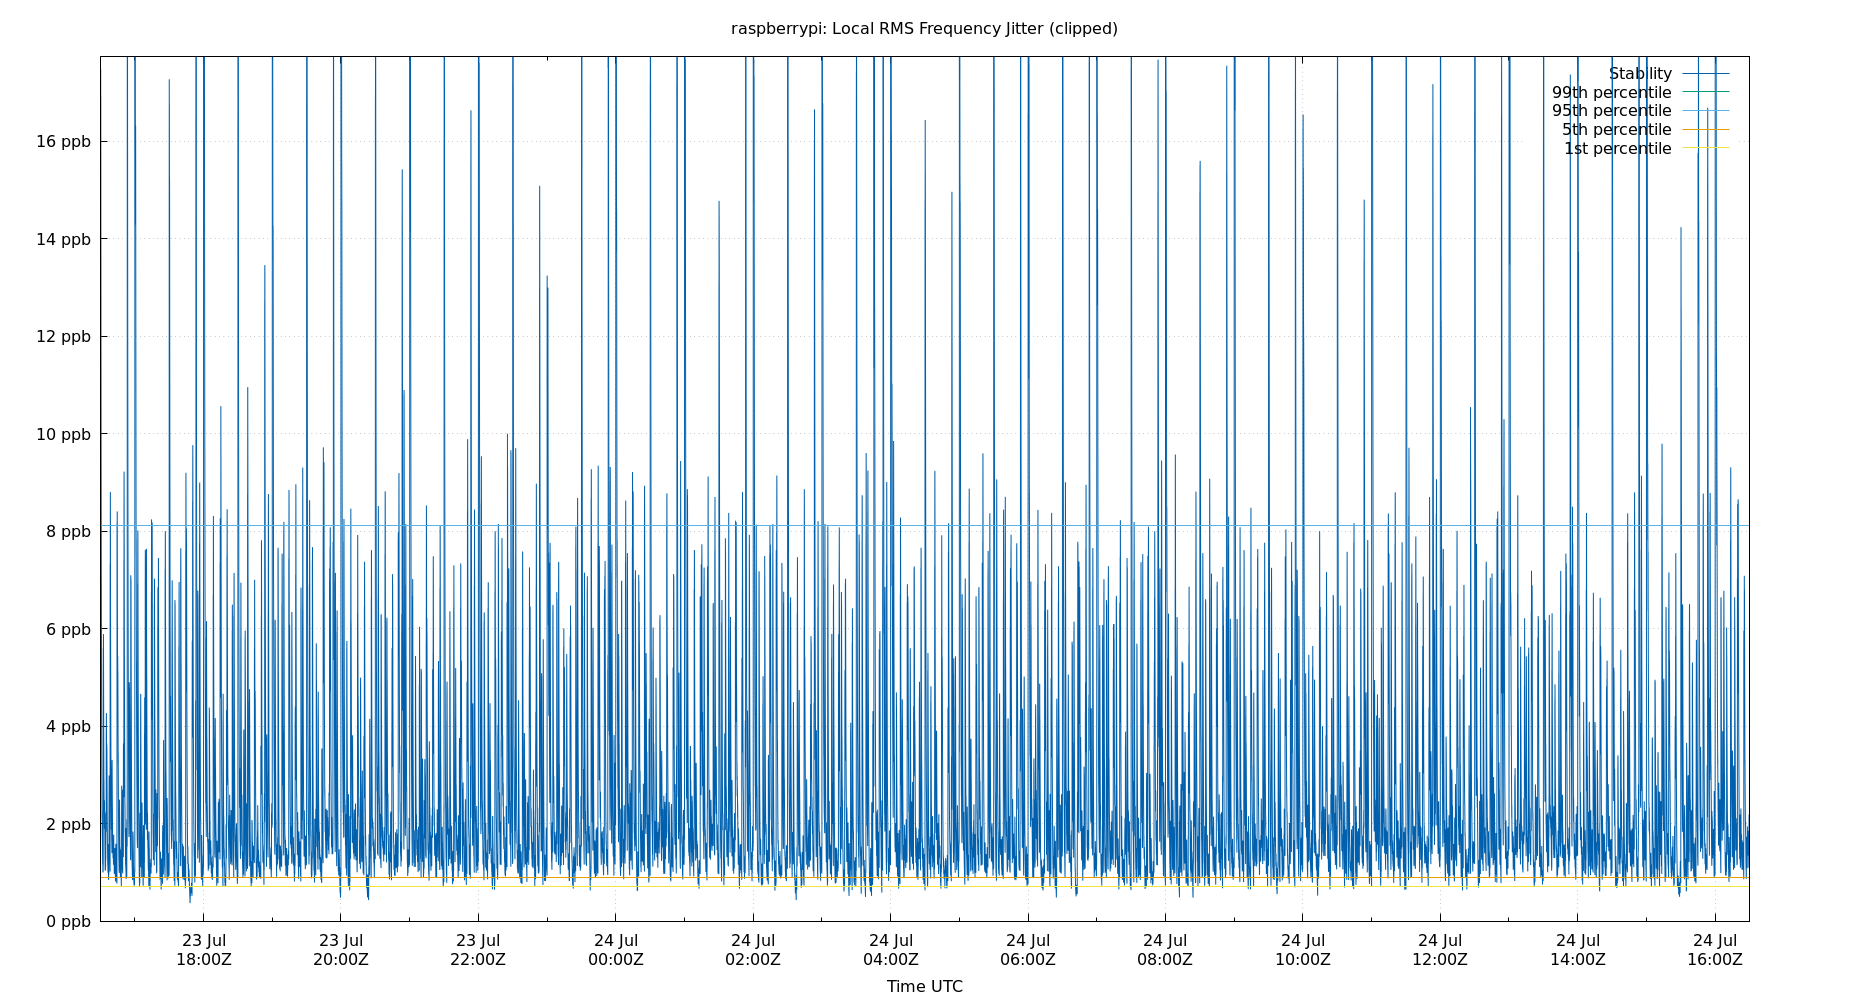 raspberrypi: Local RMS Frequency Jitter (clipped)
Stability
99th percentile
95th percentile
5th percentile
1st percentile
16 ppb
14 ppb
12 ppb
10 ppb
8 ppb
6 ppb
4 ppb
2 ppb
0 ppb
23 Jul 23 Jul 23 Jul 24 Jul 24 Jul 24 Jul 24 Jul 24 Jul 24 Jul 24 Jul 24 Jul 24 Jul
18:00Z 20:00Z 22:00Z 00:00Z 02:00Z 04:00Z 06:00Z 08:00Z 10:00Z 12:00Z 14:00Z 16:00Z
Time UTC